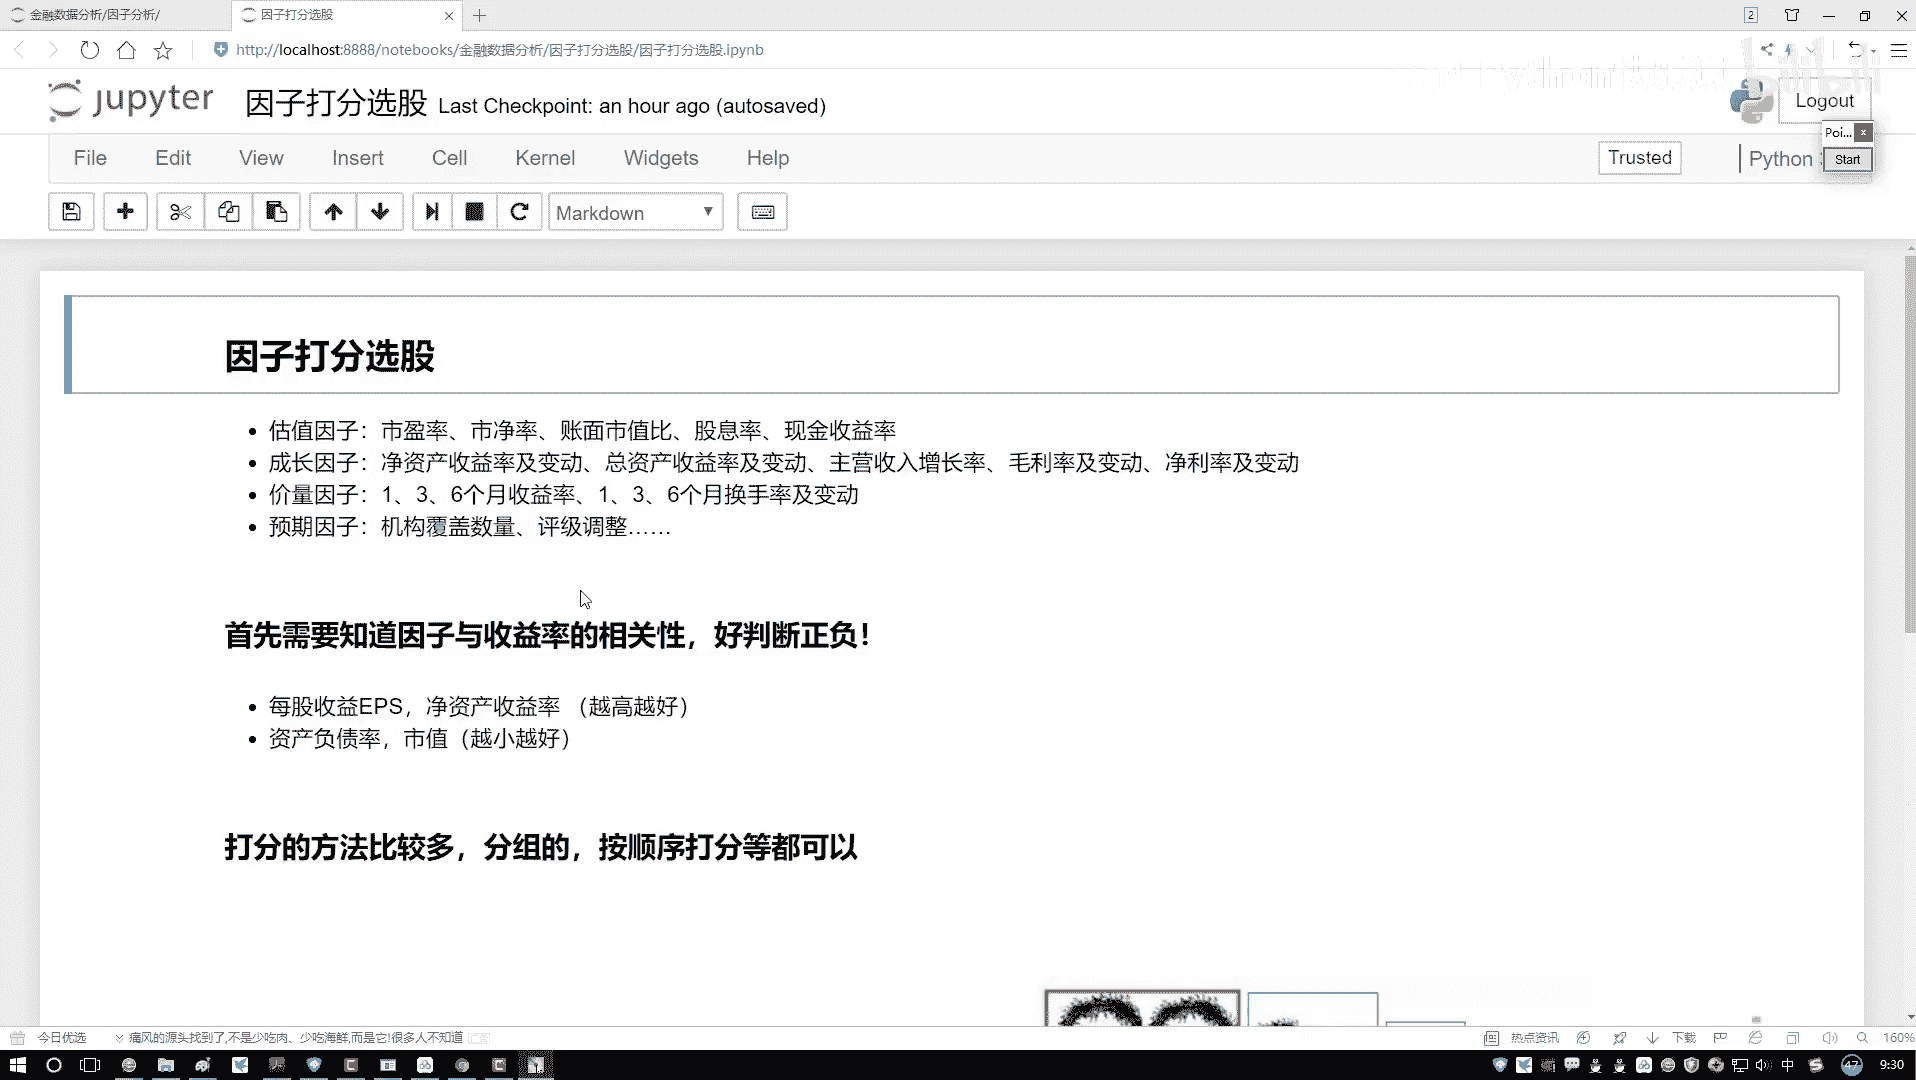 金融数据分析/因子分析/
因子打分选股
2
http://localhost:8888/notebooks/金融数据分析/因子打分选股/因子打分选股.ipynb
jupyter
因子打分选股
Last Checkpoint: an hour ago (autosaved)
bilibili
Logout
Poi...
File
Edit
View
Insert
Cell
Kernel
Widgets
Help
Trusted
Python
Start
Markdown
因子打分选股
估值因子：市盈率、市净率、账面市值比、股息率、现金收益率
成长因子：净资产收益率及变动、总资产收益率及变动、主营收入增长率、毛利率及变动、净利率及变动
价量因子：1、3、6个月收益率、1、3、6个月换手率及变动
预期因子：机构覆盖数量、评级调整……
首先需要知道因子与收益率的相关性，好判断正负！
每股收益EPS，净资产收益率 （越高越好）
资产负债率，市值（越小越好）
打分的方法比较多，分组的，按顺序打分等都可以
今日优选
痛风的源头找到了,不是少吃肉、少吃海鲜,而是它!很多人不知道
热点资讯
下载
160%
中
47
9:30